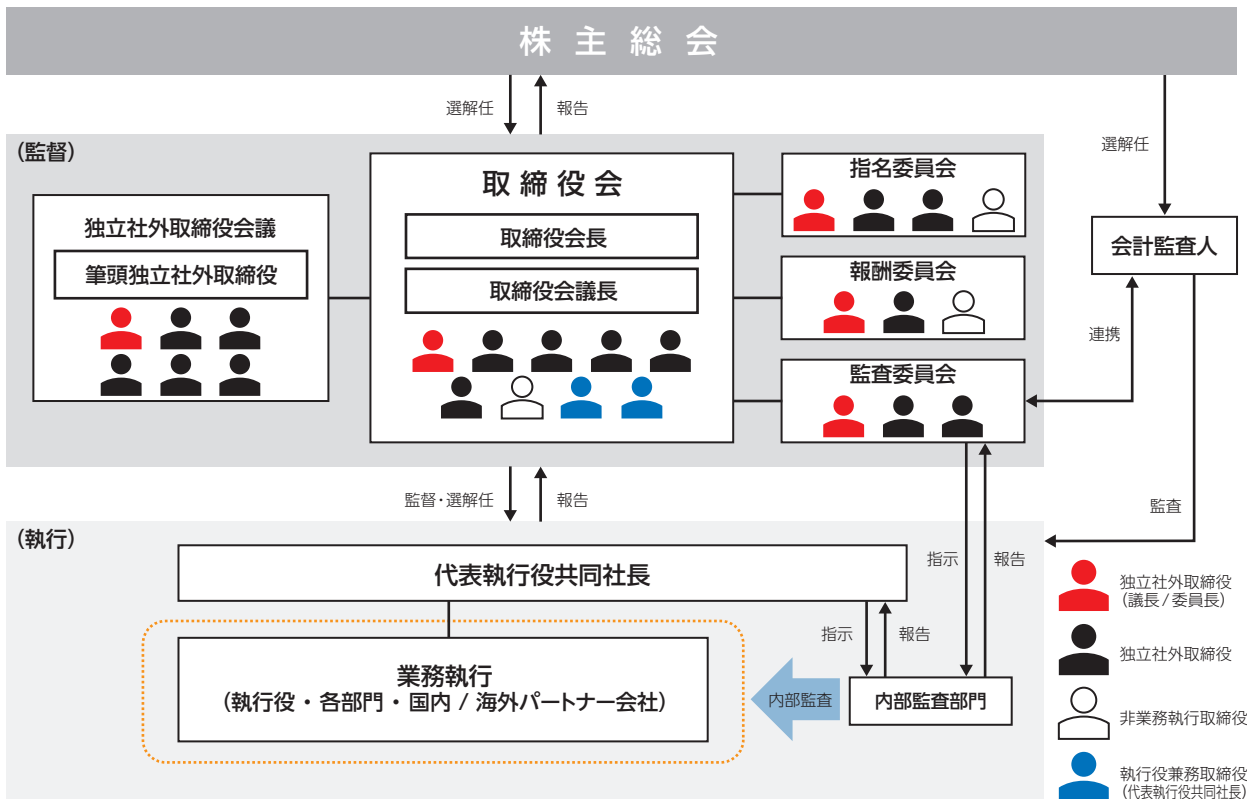 株主総会
選解任
報告
選解任
(監督)
独立社外取締役会議
筆頭独立社外取締役
取締役会
取締役会長
取締役会議長
指名委員会
報酬委員会
監査委員会
会計監査人
連携
監督・選解任
報告
監査
(執行)
代表執行役共同社長
指示
報告
指示
報告
業務執行
(執行役・各部門・国内 / 海外パートナー会社)
内部監査
内部監査部門
独立社外取締役
(議長/委員長)
独立社外取締役
非業務執行取締役
執行役兼務取締役
(代表執行役共同社長)